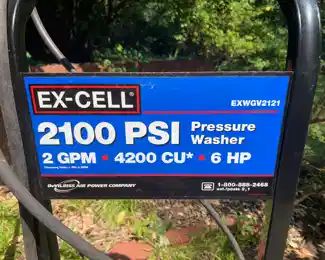 EX-CELL®
EXWGV2121
2100 PSI Pressure Washer
2 GPM • 4200 CU* • 6 HP
DeVILBISS AIR POWER COMPANY
1-800-888-2468